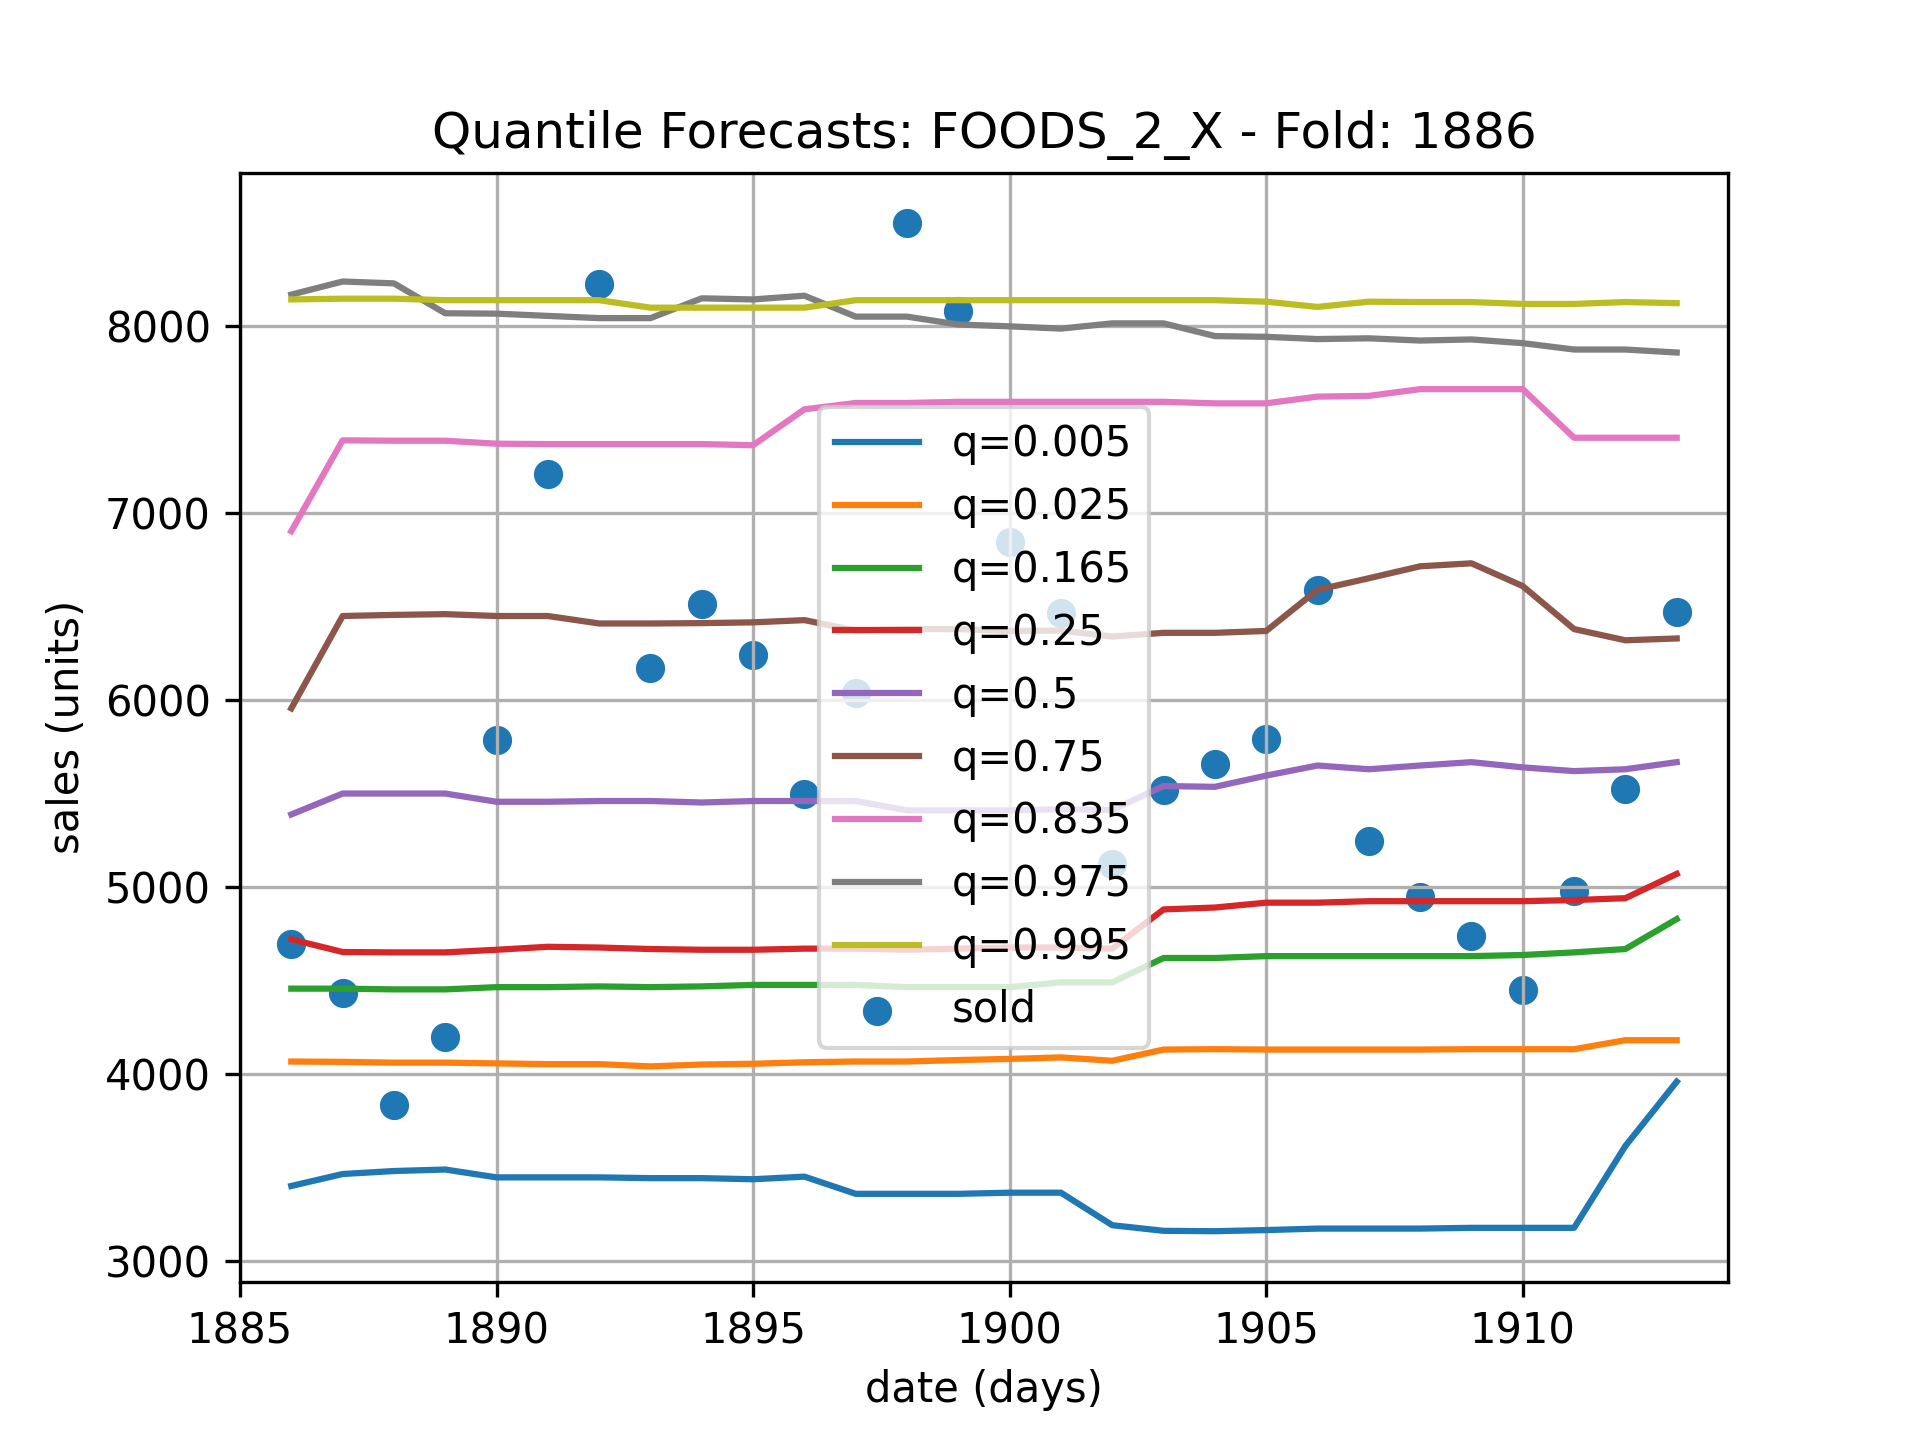 Quantile Forecasts: FOODS_2_X - Fold: 1886
sales (units)
8000
7000
6000
5000
4000
3000
q=0.005
q=0.025
q=0.165
q=0.25
q=0.5
q=0.75
q=0.835
q=0.975
q=0.995
sold
1885 1890 1895 1900 1905 1910
date (days)